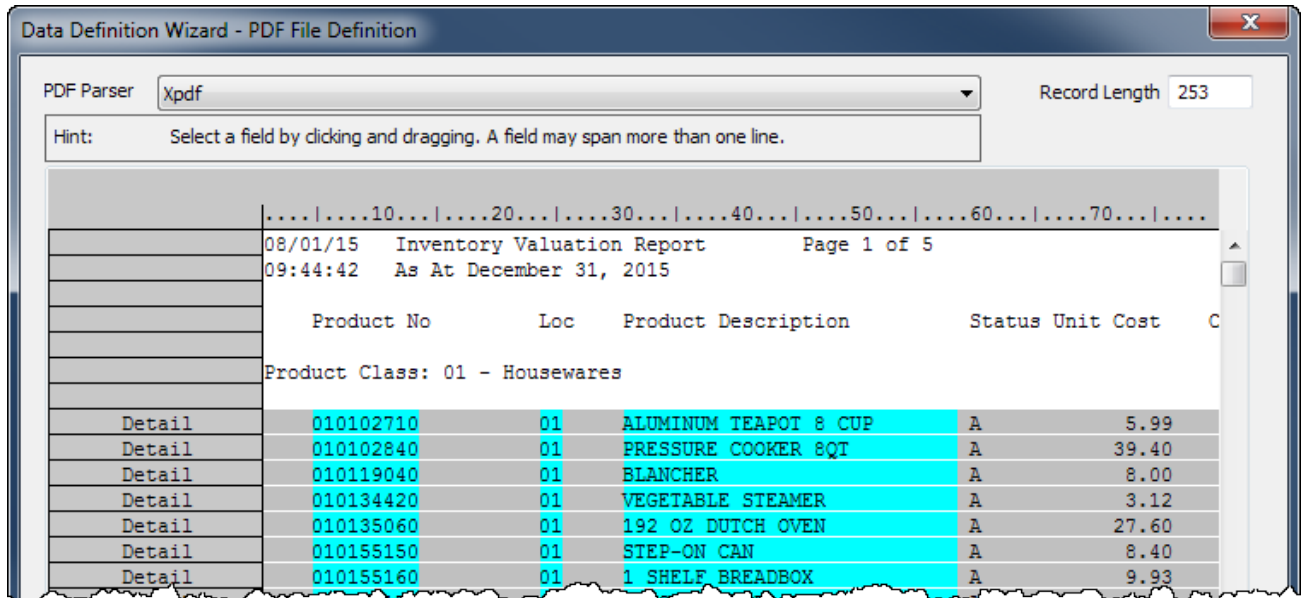 Data Definition Wizard - PDF File Definition
PDF Parser Xpdf Record Length 253
Hint: Select a field by clicking and dragging. A field may span more than one line.
....|....10...|....20...|....30...|....40...|....50...|....60...|....70...|....
08/01/15 Inventory Valuation Report Page 1 of 5
09:44:42 As At December 31, 2015
Product No Loc Product Description Status Unit Cost C
Product Class: 01 - Housewares
Detail 010102710 01 ALUMINUM TEAPOT 8 CUP A 5.99
Detail 010102840 01 PRESSURE COOKER 8QT A 39.40
Detail 010119040 01 BLANCHER A 8.00
Detail 010134420 01 VEGETABLE STEAMER A 3.12
Detail 010135060 01 192 OZ DUTCH OVEN A 27.60
Detail 010155150 01 STEP-ON CAN A 8.40
Detail 010155160 01 1 SHELF BREADBOX A 9.93